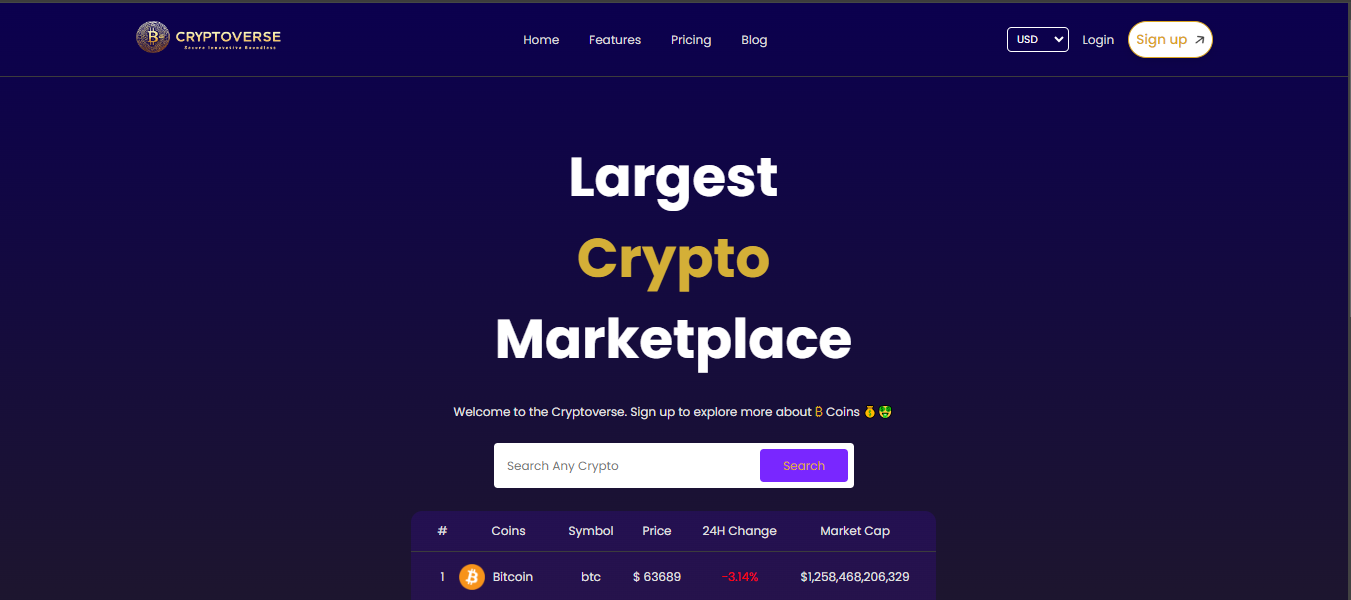 CRYPTOVERSE
Secure Innovative Boundless
Home Features Pricing Blog
USD Login Sign up
Largest
Crypto
Marketplace
Welcome to the Cryptoverse. Sign up to explore more about ₿ Coins 💰 🤑
Search Any Crypto Search
# Coins Symbol Price 24H Change Market Cap
1 Bitcoin btc $ 63689 -3.14% $1,258,468,206,329